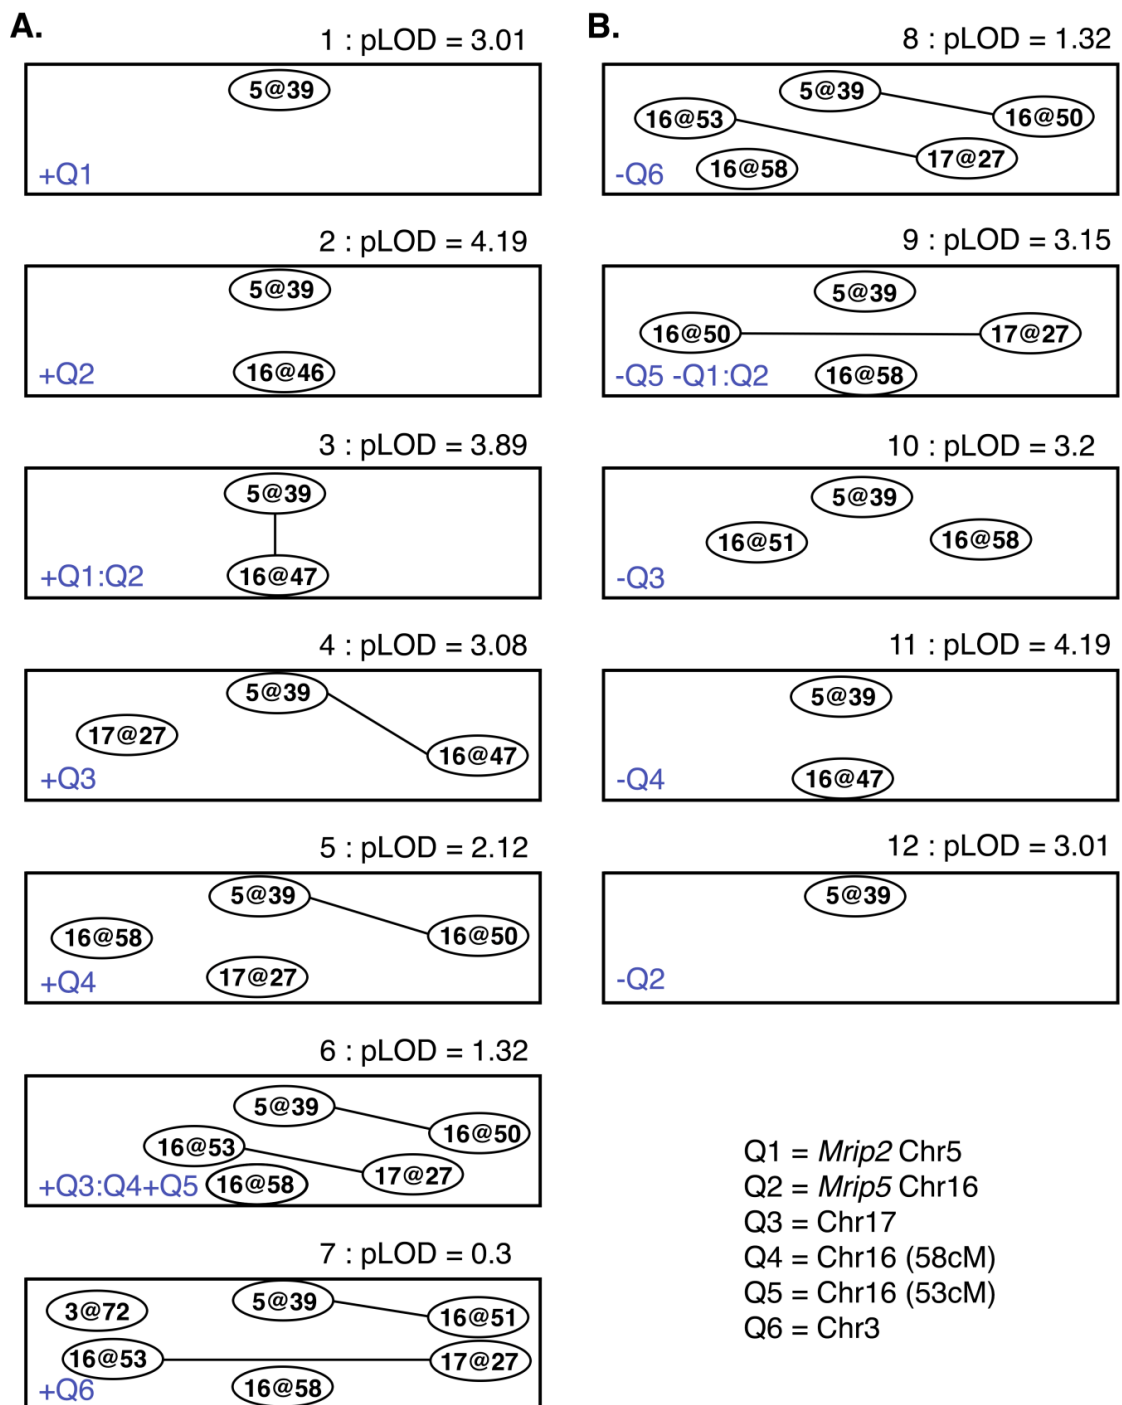 A.
1 : pLOD = 3.01
5@39
+Q1
2 : pLOD = 4.19
5@39
16@46
+Q2
3 : pLOD = 3.89
5@39
16@47
+Q1:Q2
4 : pLOD = 3.08
5@39
17@27
16@47
+Q3
5 : pLOD = 2.12
5@39
16@58
16@50
17@27
+Q4
6 : pLOD = 1.32
5@39
16@50
16@53
17@27
+Q3:Q4+Q5
16@58
7 : pLOD = 0.3
3@72
5@39
16@51
16@53
17@27
16@58
+Q6
B.
8 : pLOD = 1.32
5@39
16@53
16@50
17@27
16@58
-Q6
9 : pLOD = 3.15
5@39
16@50
17@27
-Q5 -Q1:Q2
16@58
10 : pLOD = 3.2
5@39
16@51
16@58
-Q3
11 : pLOD = 4.19
5@39
16@47
-Q4
12 : pLOD = 3.01
5@39
-Q2
Q1 = Mrip2 Chr5
Q2 = Mrip5 Chr16
Q3 = Chr17
Q4 = Chr16 (58cM)
Q5 = Chr16 (53cM)
Q6 = Chr3